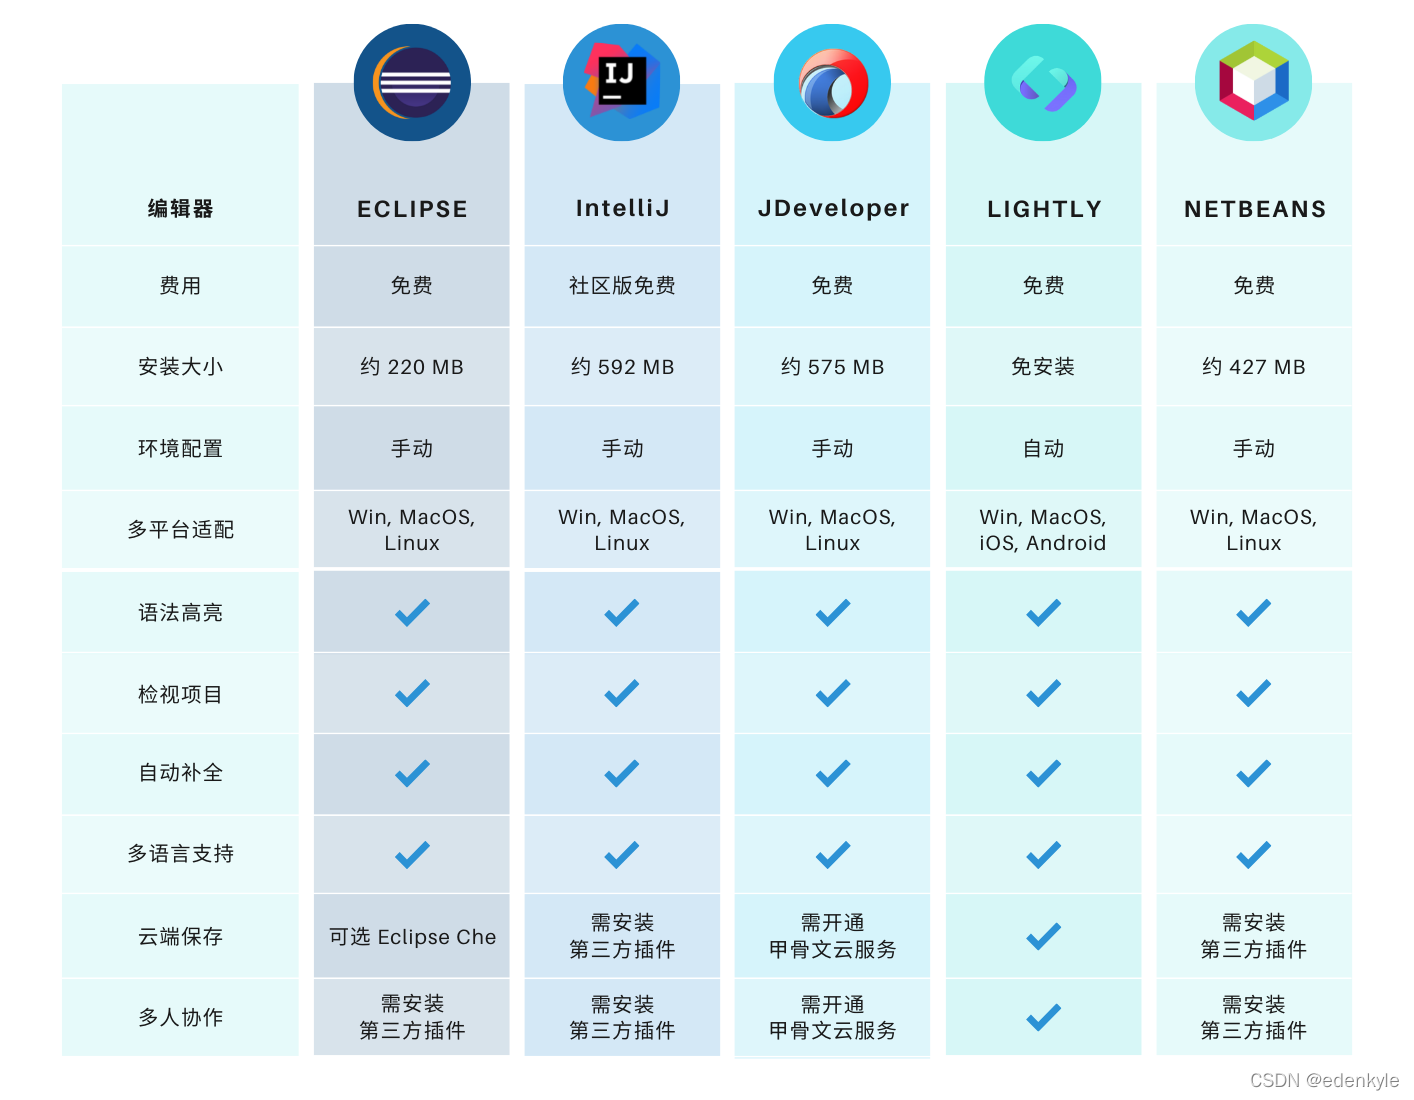 IJ
编辑器 ECLIPSE IntelliJ JDeveloper LIGHTLY NETBEANS
费用 免费 社区版免费 免费 免费 免费
安装大小 约 220 MB 约 592 MB 约 575 MB 免安装 约 427 MB
环境配置 手动 手动 手动 自动 手动
多平台适配 Win, MacOS, Win, MacOS, Win, MacOS, Win, MacOS, Win, MacOS,
Linux Linux Linux iOS, Android Linux
语法高亮
检视项目
自动补全
多语言支持
云端保存 可选 Eclipse Che 需安装 需开通 需安装
第三方插件 甲骨文云服务 第三方插件
多人协作 需安装 需安装 需开通 需安装
第三方插件 第三方插件 甲骨文云服务 第三方插件
CSDN @edenkyle